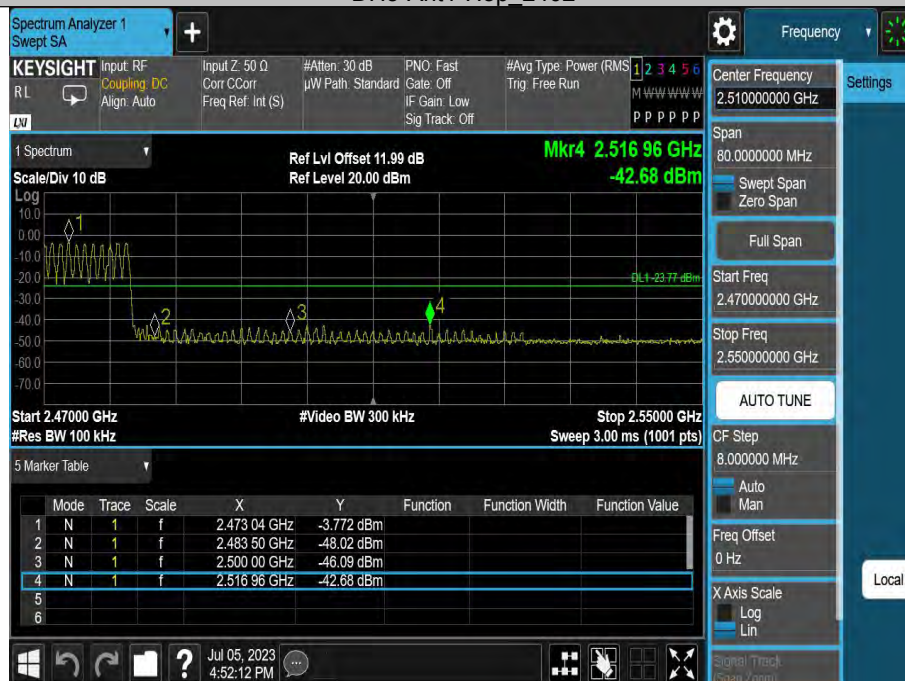 Spectrum Analyzer 1
Swept SA
+
Frequency
KEYSIGHT
RL
LXI
Input: RF
Coupling: DC
Align: Auto
Input Z: 50 Ω
Corr CCorr
Freq Ref: Int (S)
#Atten: 30 dB
µW Path: Standard
PNO: Fast
Gate: Off
IF Gain: Low
Sig Track: Off
#Avg Type: Power (RMS
Trig: Free Run
1 2 3 4 5 6
M W W W W W
P P P P P P
1 Spectrum
Scale/Div 10 dB
Ref Lvl Offset 11.99 dB
Ref Level 20.00 dBm
Mkr4 2.516 96 GHz
-42.68 dBm
Log
10.0
0.00
-10.0
-20.0
-30.0
-40.0
-50.0
-60.0
-70.0
1
2
3
4
DL1 -23.77 dBm
Start 2.47000 GHz
#Video BW 300 kHz
Stop 2.55000 GHz
#Res BW 100 kHz
Sweep 3.00 ms (1001 pts)
5 Marker Table
Mode Trace Scale X Y Function Function Width Function Value
1 N 1 f 2.473 04 GHz -3.772 dBm
2 N 1 f 2.483 50 GHz -48.02 dBm
3 N 1 f 2.500 00 GHz -46.09 dBm
4 N 1 f 2.516 96 GHz -42.68 dBm
5
6
?
Jul 05, 2023
4:52:12 PM
Center Frequency
2.510000000 GHz
Settings
Span
80.0000000 MHz
Swept Span
Zero Span
Full Span
Start Freq
2.470000000 GHz
Stop Freq
2.550000000 GHz
AUTO TUNE
CF Step
8.000000 MHz
Auto
Man
Freq Offset
0 Hz
Local
X Axis Scale
Log
Lin
Signal Track
(Span Zoom)